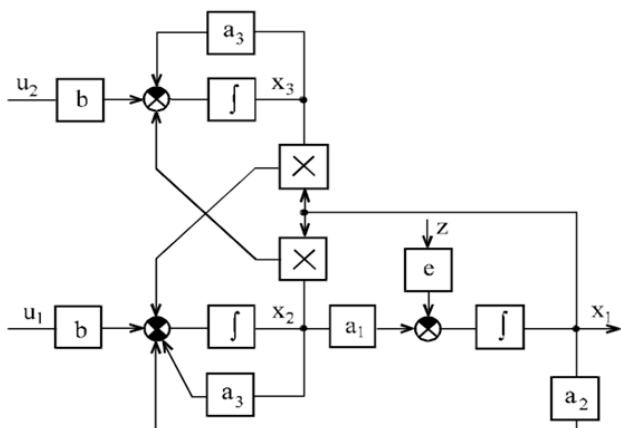 a3
u2 b ∫ x3
×
z
× e
u1 b ∫ x2 a1 ∫ x1
a3 a2